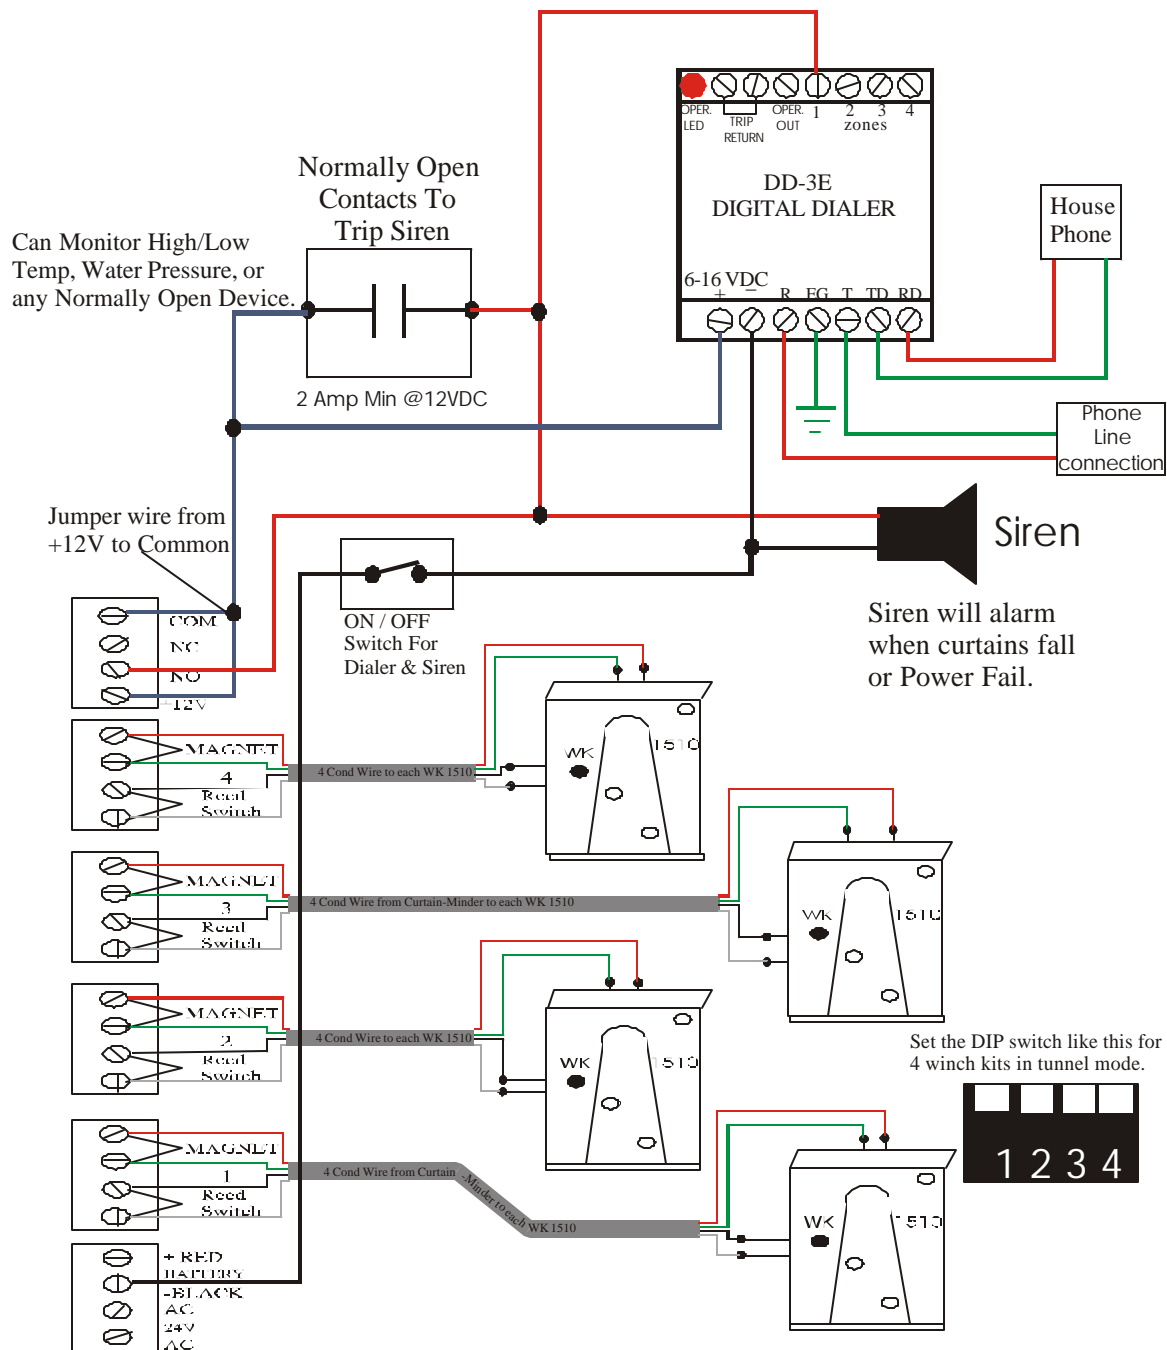 OPER.
LED
TRIP
RETURN
OPER.
OUT
1
2
3
4
zones
DD-3E
DIGITAL DIALER
6-16 VDC
+
–
R
EG
T
TD
RD
House
Phone
Normally Open
Contacts To
Trip Siren
Can Monitor High/Low
Temp, Water Pressure, or
any Normally Open Device.
2 Amp Min @12VDC
Phone
Line
connection
Jumper wire from
+12V to Common
Siren
ON / OFF
Switch For
Dialer & Siren
Siren will alarm
when curtains fall
or Power Fail.
COM
NC
NO
+12V
MAGNET
4
Reed
Switch
4 Cond Wire to each WK 1510
WK 1510
MAGNET
3
Reed
Switch
4 Cond Wire from Curtain-Minder to each WK 1510
WK 1510
MAGNET
2
Reed
Switch
4 Cond Wire to each WK 1510
WK 1510
Set the DIP switch like this for
4 winch kits in tunnel mode.
1 2 3 4
MAGNET
1
Reed
Switch
4 Cond Wire from Curtain -Minder to each WK 1510
WK 1510
+ RED
BATTERY
-BLACK
AC
24V
AC